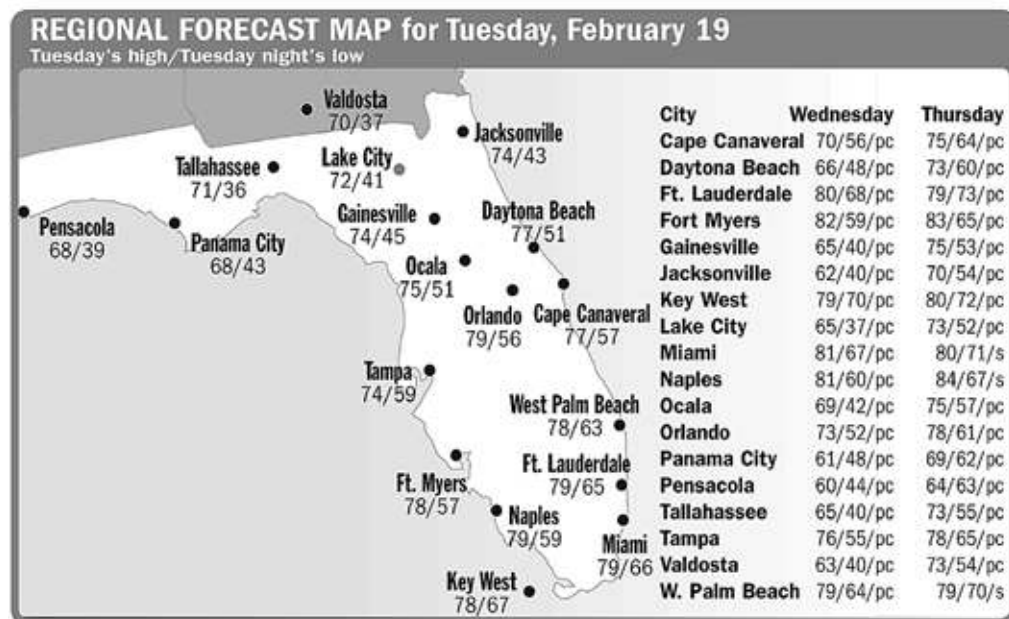 REGIONAL FORECAST MAP for Tuesday, February 19
Tuesday's high/Tuesday night's low
Valdosta
70/37
Jacksonville
74/43
Tallahassee
71/36
Lake City
72/41
Pensacola
68/39
Panama City
68/43
Gainesville
74/45
Daytona Beach
77/51
Ocala
75/51
Orlando
79/56
Cape Canaveral
77/57
Tampa
74/59
West Palm Beach
78/63
Ft. Myers
78/57
Ft. Lauderdale
79/65
Naples
79/59
Miami
79/66
Key West
78/67
City Wednesday Thursday
Cape Canaveral 70/56/pc 75/64/pc
Daytona Beach 66/48/pc 73/60/pc
Ft. Lauderdale 80/68/pc 79/73/pc
Fort Myers 82/59/pc 83/65/pc
Gainesville 65/40/pc 75/53/pc
Jacksonville 62/40/pc 70/54/pc
Key West 79/70/pc 80/72/pc
Lake City 65/37/pc 73/52/pc
Miami 81/67/pc 80/71/s
Naples 81/60/pc 84/67/s
Ocala 69/42/pc 75/57/pc
Orlando 73/52/pc 78/61/pc
Panama City 61/48/pc 69/62/pc
Pensacola 60/44/pc 64/63/pc
Tallahassee 65/40/pc 73/55/pc
Tampa 76/55/pc 78/65/pc
Valdosta 63/40/pc 73/54/pc
W. Palm Beach 79/64/pc 79/70/s